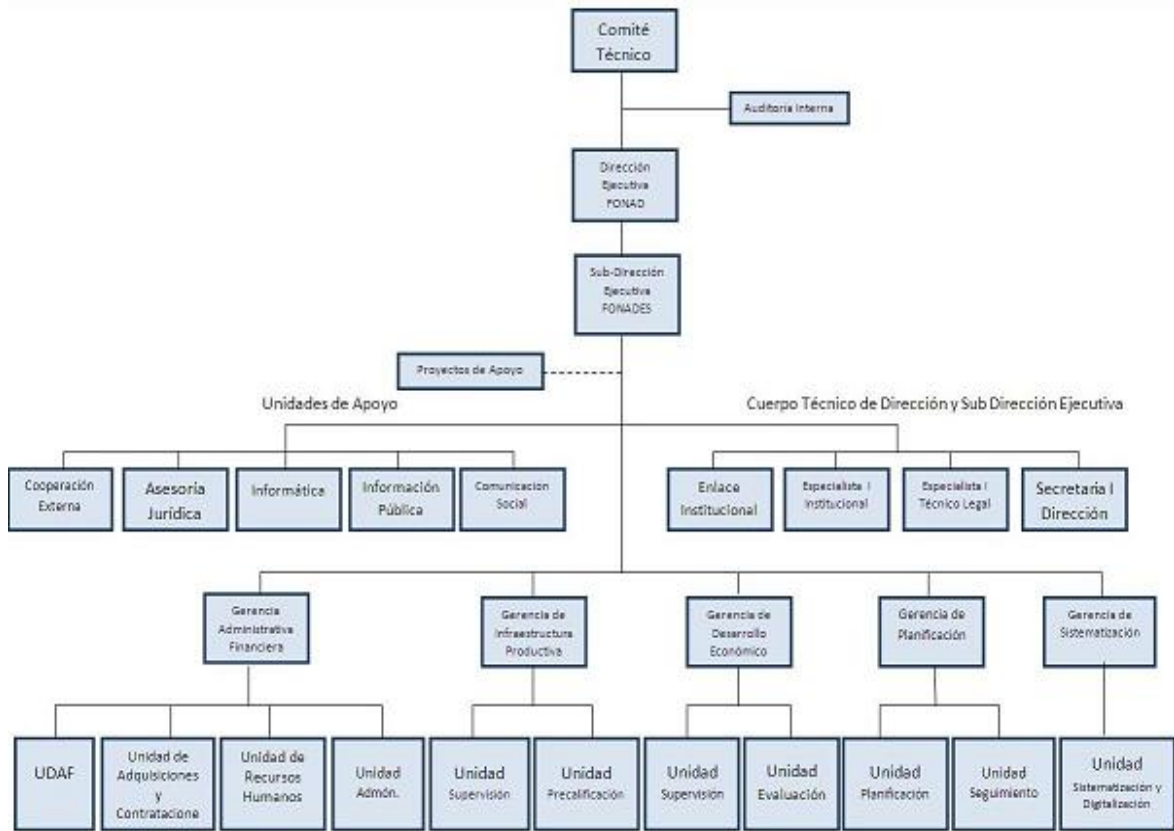 Comité
Técnico
Auditoria Interna
Dirección
Ejecutiva
FONAD
Sub-Dirección
Ejecutiva
FONADES
Proyectos de Apoyo
Unidades de Apoyo
Cuerpo Técnico de Dirección y Sub Dirección Ejecutiva
Cooperación
Externa
Asesoria
Jurídica
Informática
Información
Pública
Comunicacion
Social
Enlace
Institucional
Especialista I
Institucional
Especialista I
Técnico Legal
Secretaria I
Dirección
Gerencia
Administrativa
Financiera
Gerencia de
Infraestructura
Productiva
Gerencia de
Desarrollo
Económico
Gerencia de
Planificación
Gerencia de
Sistematización
UDAF
Unidad de
Adquisiciones
y
Contratacione
Unidad de
Recursos
Humanos
Unidad
Admón.
Unidad
Supervisión
Unidad
Precalificación
Unidad
Supervisión
Unidad
Evaluación
Unidad
Planificación
Unidad
Seguimiento
Unidad
Sistematización y
Digitalización